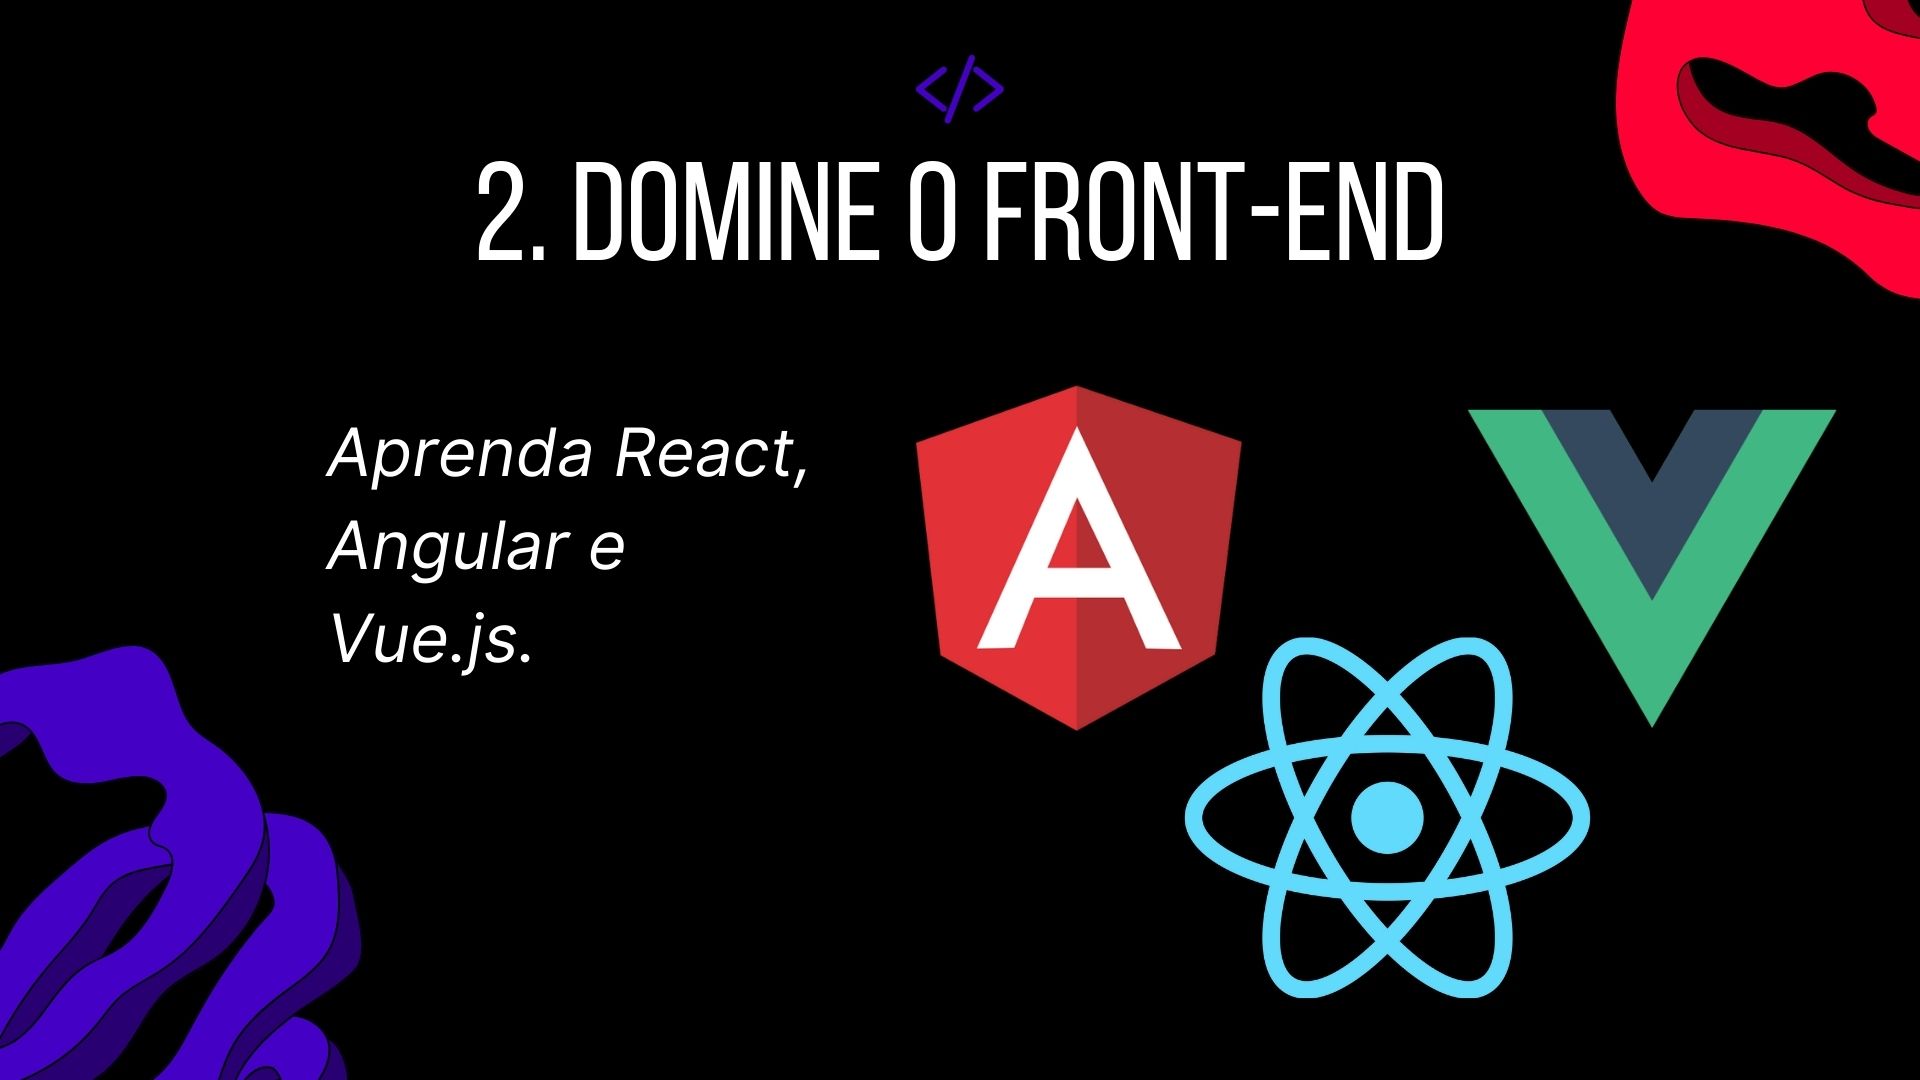 </>
2. DOMINE O FRONT-END
Aprenda React,
Angular e
Vue.js.
A